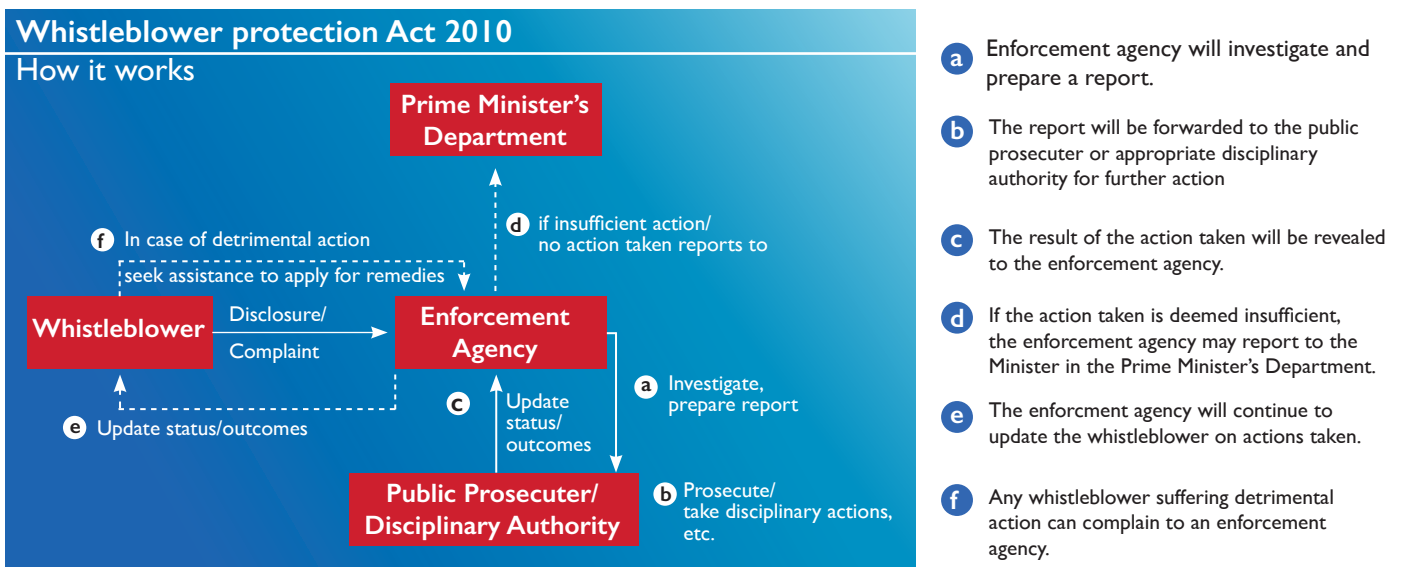 Whistleblower protection Act 2010
How it works
Prime Minister's
Department
d if insufficient action/
no action taken reports to
f In case of detrimental action
seek assistance to apply for remedies
Whistleblower
Disclosure/
Complaint
Enforcement
Agency
e Update status/outcomes
c Update
status/
outcomes
a Investigate,
prepare report
Public Prosecuter/
Disciplinary Authority
b Prosecute/
take disciplinary actions,
etc.
a Enforcement agency will investigate and
prepare a report.
b The report will be forwarded to the public
prosecuter or appropriate disciplinary
authority for further action
c The result of the action taken will be revealed
to the enforcement agency.
d If the action taken is deemed insufficient,
the enforcement agency may report to the
Minister in the Prime Minister's Department.
e The enforcment agency will continue to
update the whistleblower on actions taken.
f Any whistleblower suffering detrimental
action can complain to an enforcement
agency.